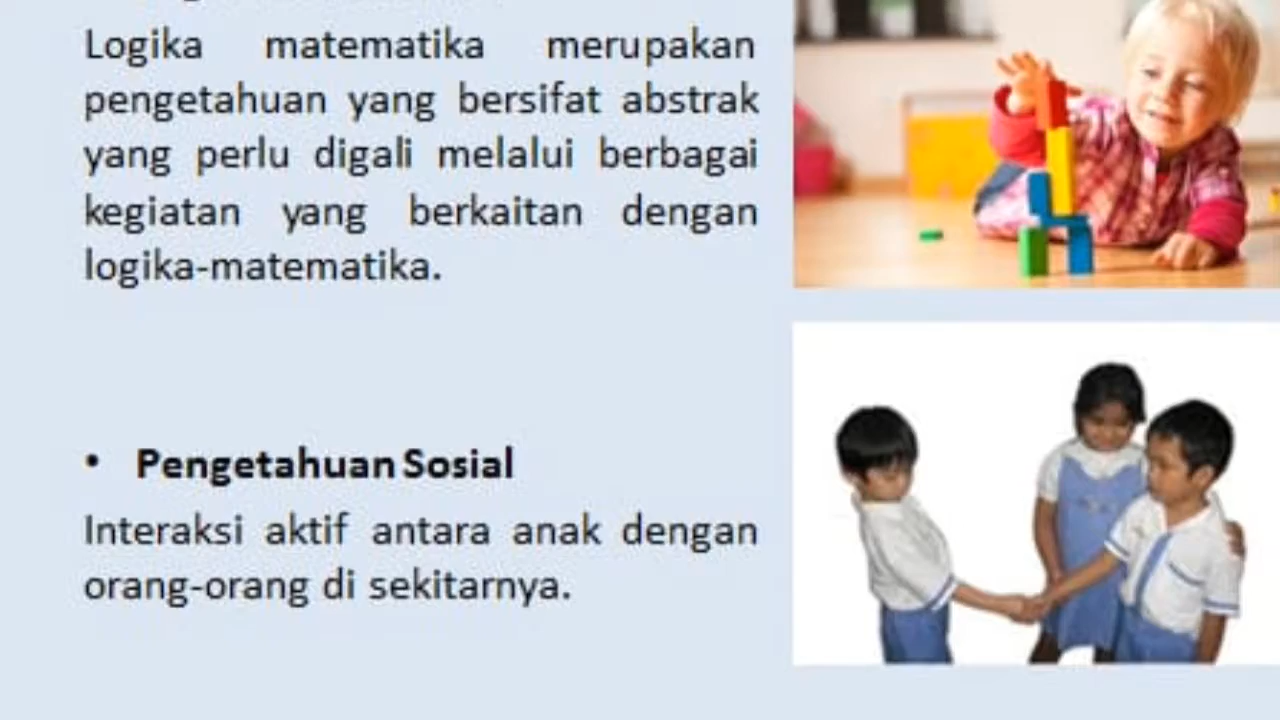 Logika matematika merupakan
pengetahuan yang bersifat abstrak
yang perlu digali melalui berbagai
kegiatan yang berkaitan dengan
logika-matematika.
• Pengetahuan Sosial
Interaksi aktif antara anak dengan
orang-orang di sekitarnya.